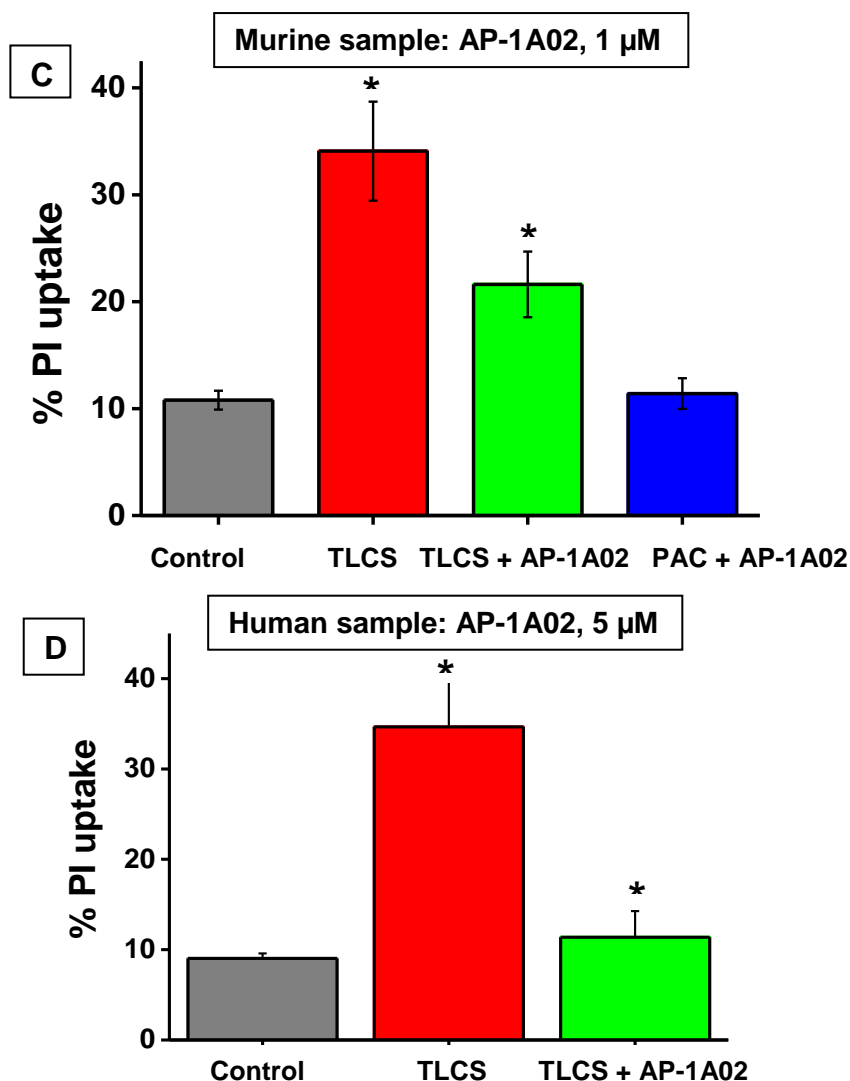 C
Murine sample: AP-1A02, 1 µM
40
30
20
10
0
% PI uptake
*
*
Control TLCS TLCS + AP-1A02 PAC + AP-1A02
D
Human sample: AP-1A02, 5 µM
40
30
20
10
0
% PI uptake
*
*
Control TLCS TLCS + AP-1A02